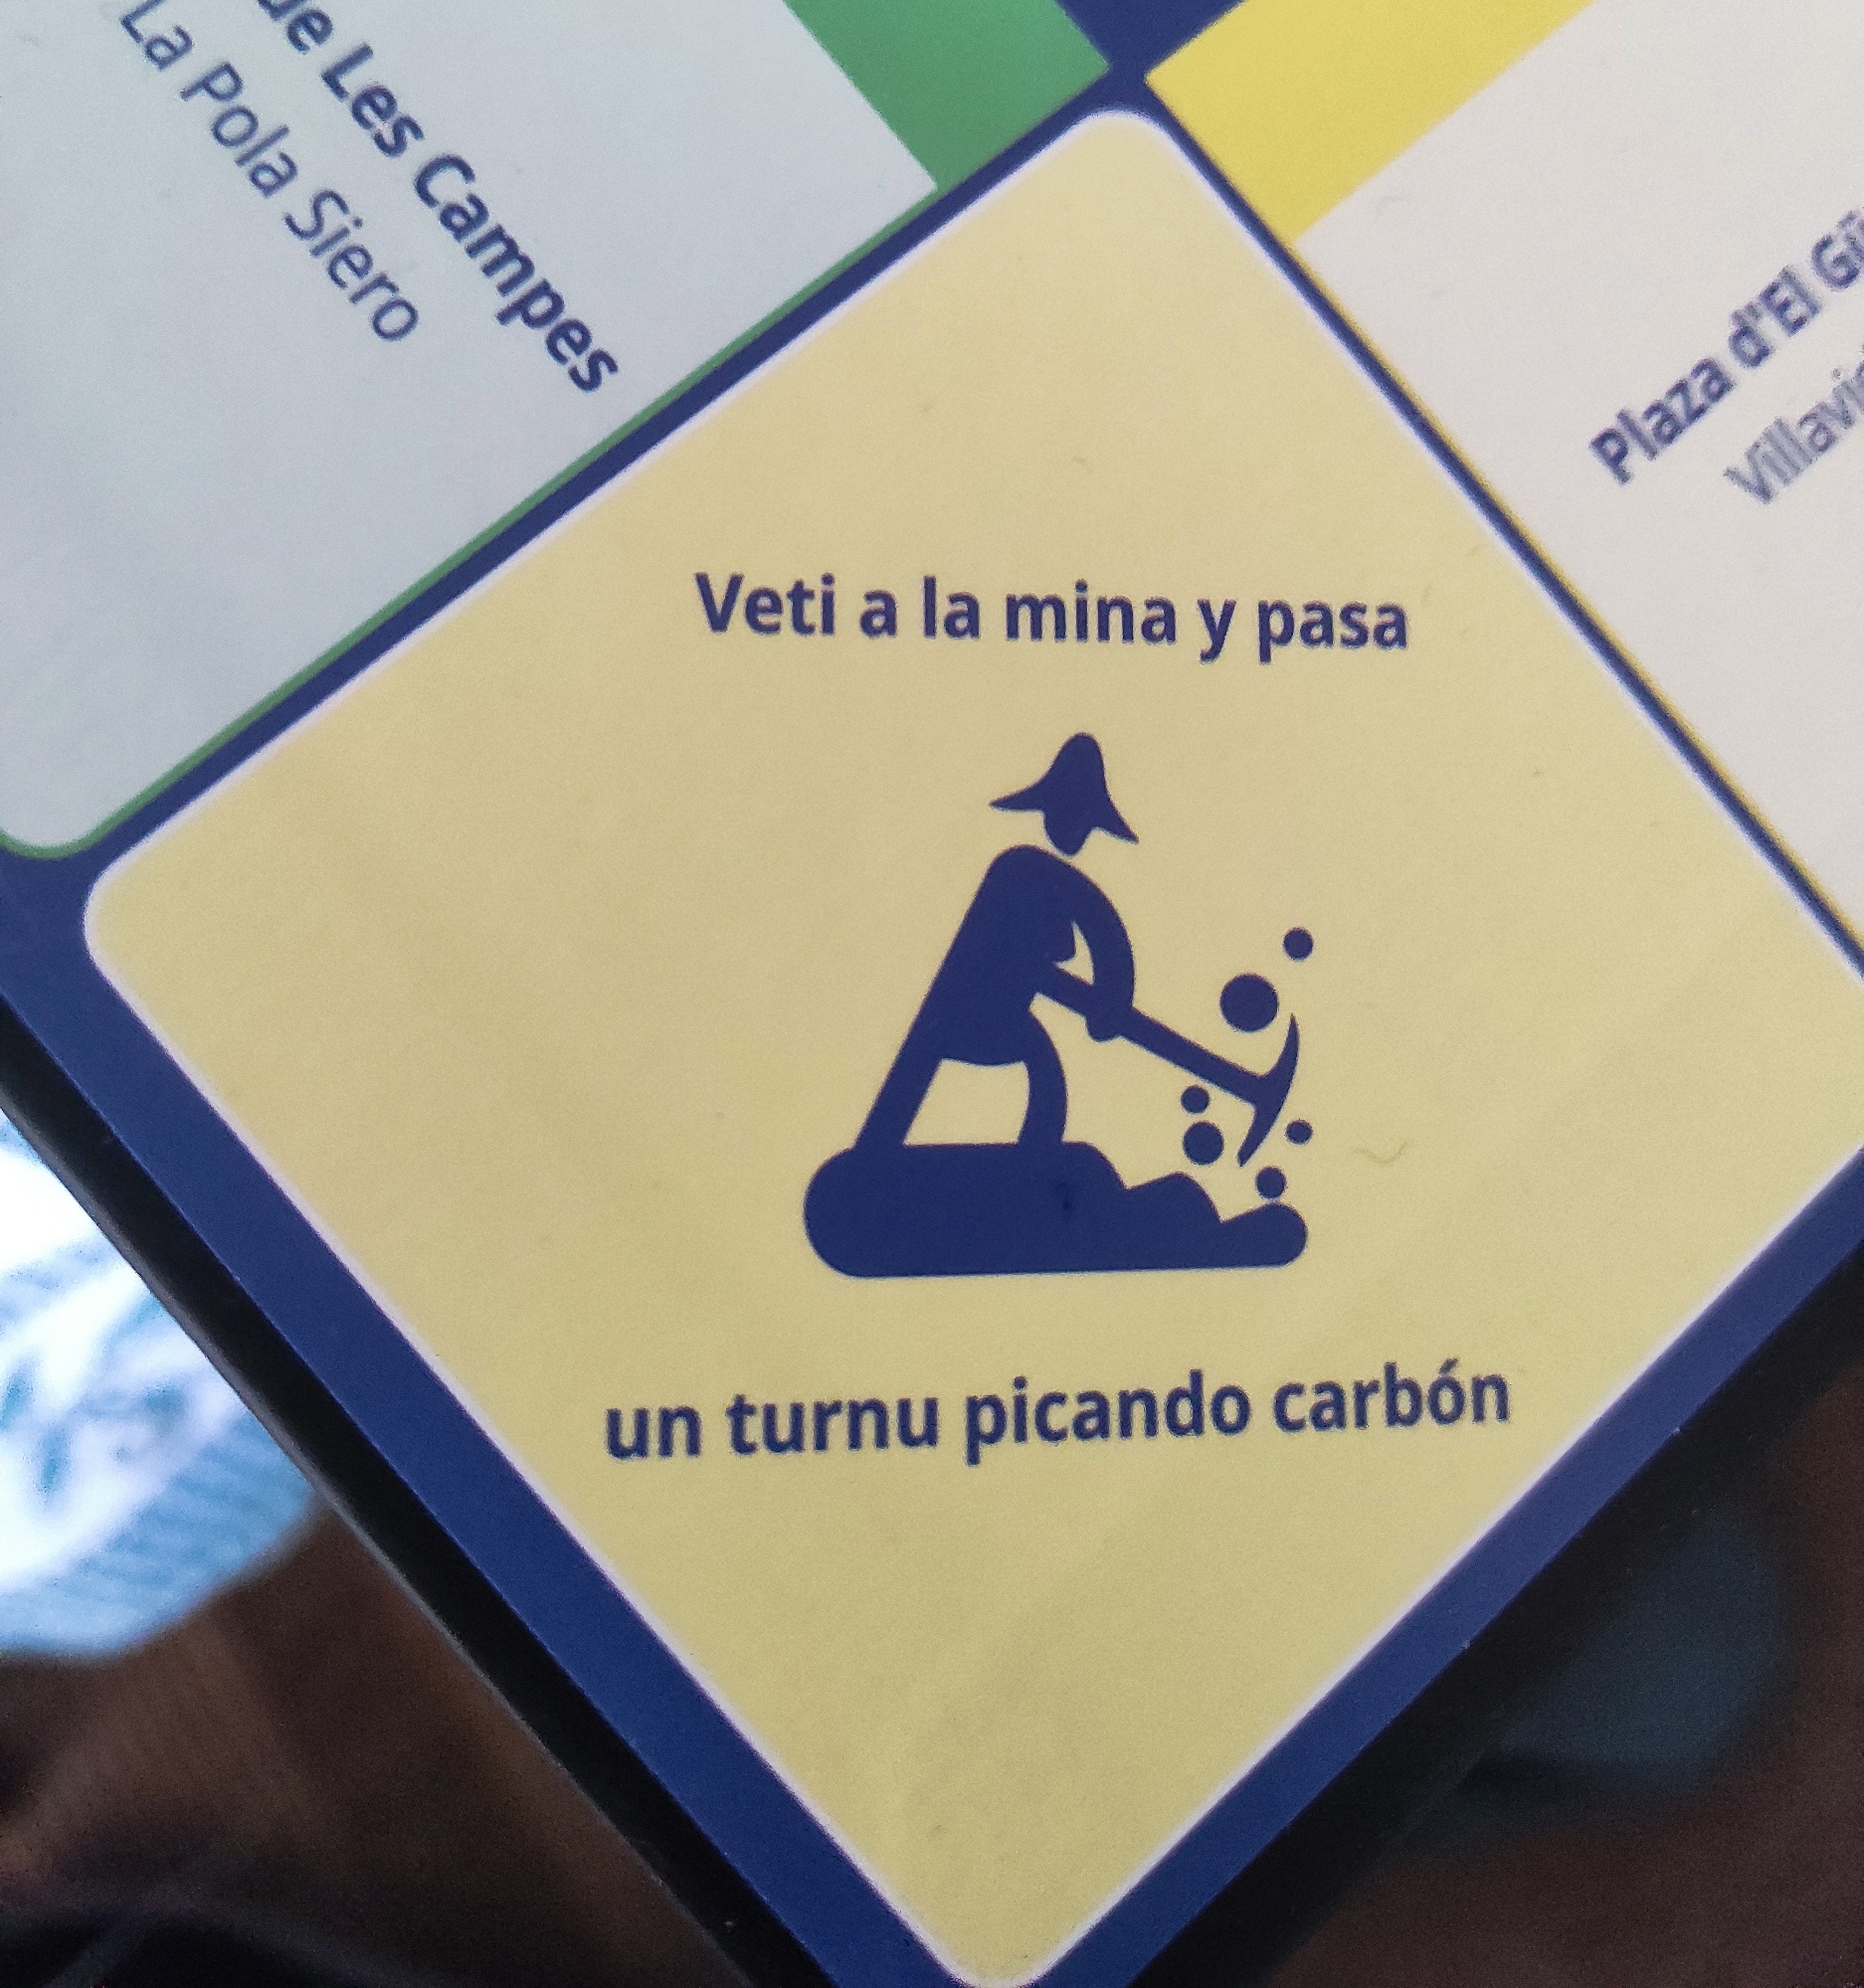 de Les Campes
La Pola Siero
Plaza d'El
Veti a la mina y pasa
un turnu picando carbón